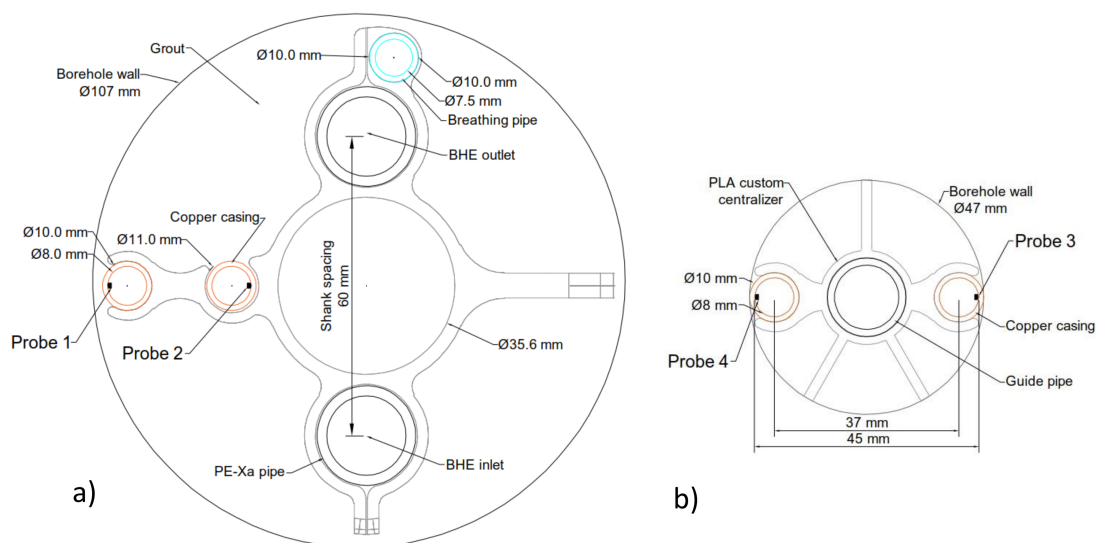 Grout
Borehole wall
Ø107 mm
Ø10.0 mm
Ø10.0 mm
Ø7.5 mm
Breathing pipe
BHE outlet
Copper casing
Ø10.0 mm
Ø11.0 mm
Ø8.0 mm
Shank spacing
60 mm
Probe 1
Probe 2
Ø35.6 mm
PE-Xa pipe
BHE inlet
a)
PLA custom
centralizer
Borehole wall
Ø47 mm
Probe 3
Ø10 mm
Ø8 mm
Copper casing
Probe 4
Guide pipe
37 mm
45 mm
b)